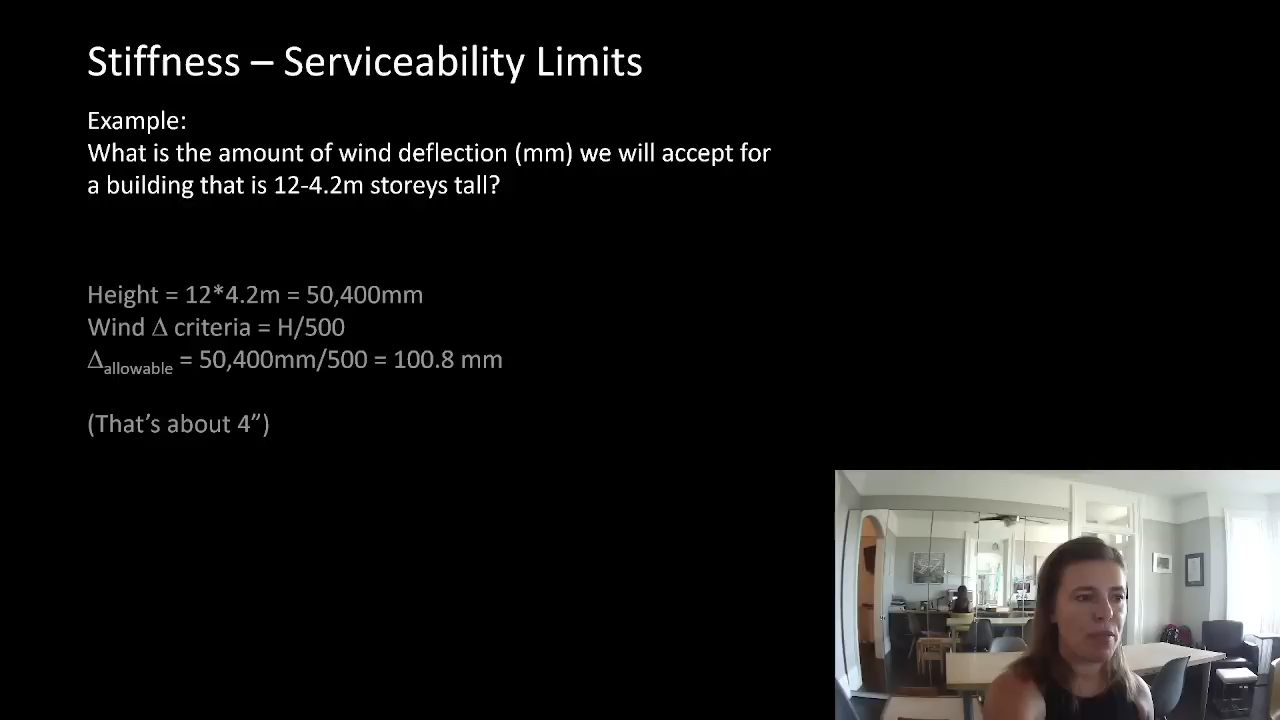 Stiffness – Serviceability Limits
Example:
What is the amount of wind deflection (mm) we will accept for
a building that is 12-4.2m storeys tall?
Height = 12*4.2m = 50,400mm
Wind Δ criteria = H/500
Δallowable = 50,400mm/500 = 100.8 mm
(That’s about 4”)